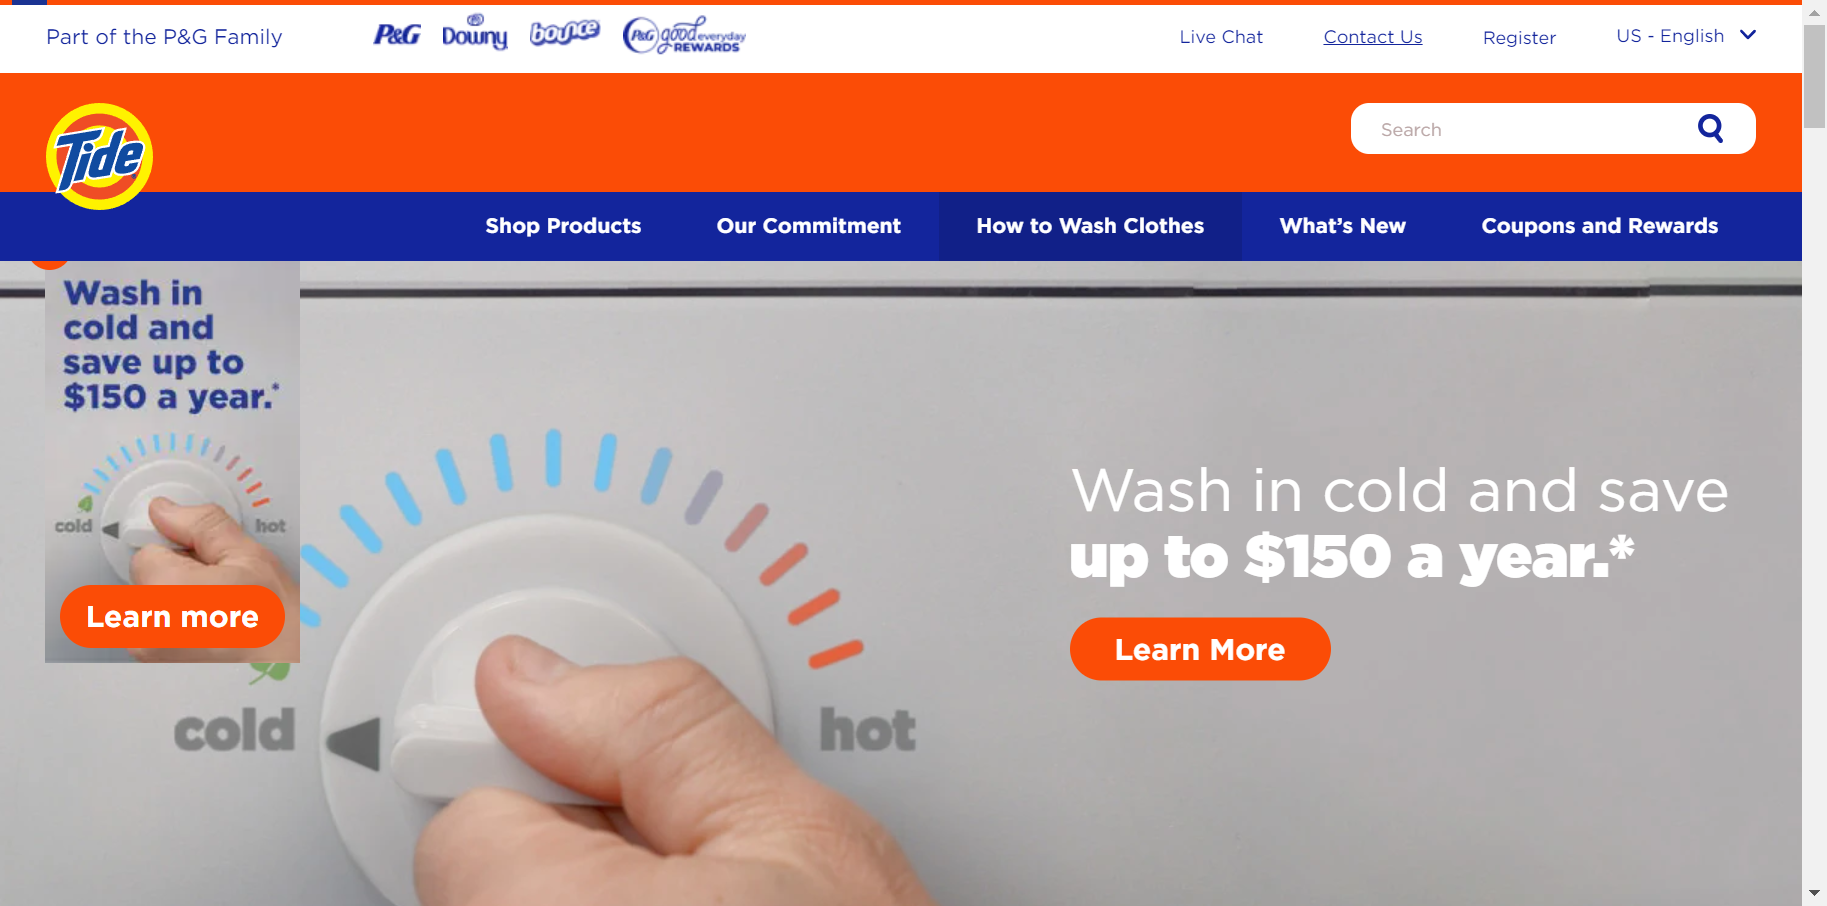 Part of the P&G Family
P&G
Downy
bounce
P&G good everyday
REWARDS
Live Chat
Contact Us
Register
US - English
Tide
Search
Shop Products
Our Commitment
How to Wash Clothes
What's New
Coupons and Rewards
Wash in
cold and
save up to
$150 a year.*
cold
hot
Learn more
Wash in cold and save
up to $150 a year.*
Learn More
cold
hot